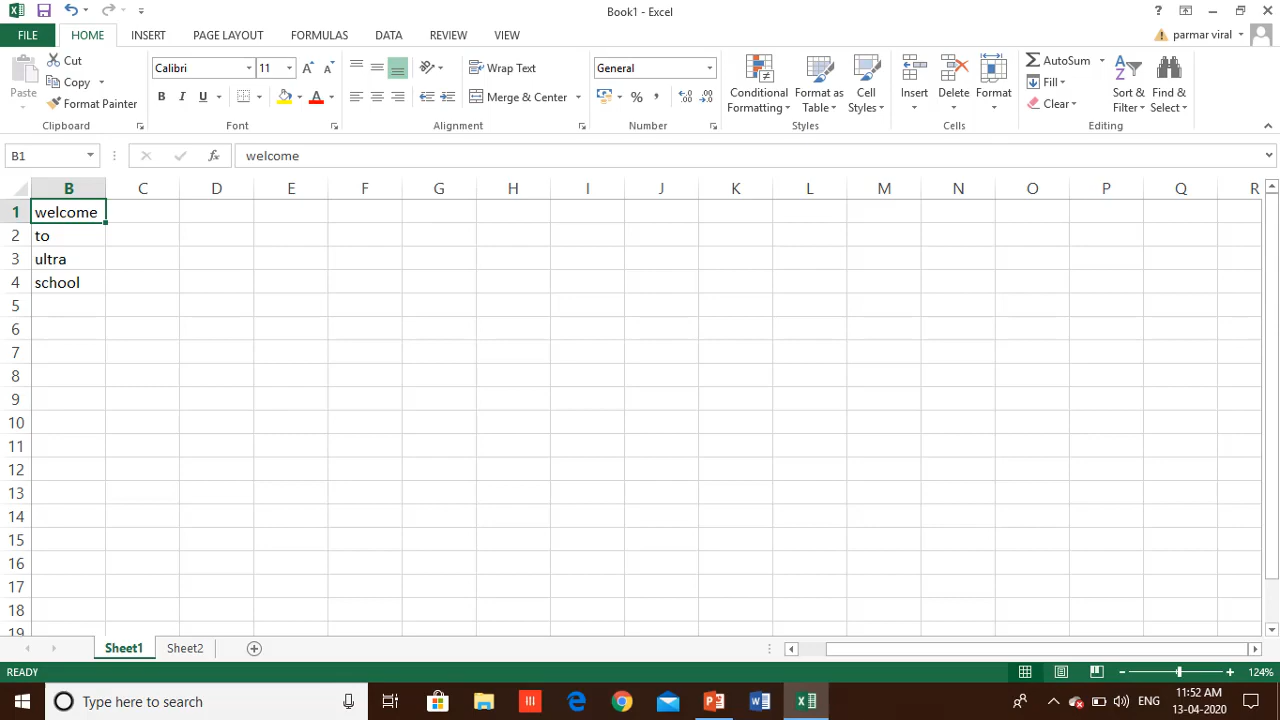 Book1 - Excel
?
FILE HOME INSERT PAGE LAYOUT FORMULAS DATA REVIEW VIEW
parmar viral
Paste
Cut
Copy
Format Painter
Clipboard
Calibri 11
B I U A
Font
Wrap Text
Merge & Center
Alignment
General
% ,
Number
Conditional Formatting
Format as Table
Cell Styles
Styles
Insert
Delete
Format
Cells
AutoSum
Fill
Clear
Sort & Filter
Find & Select
Editing
B1
fx
welcome
B C D E F G H I J K L M N O P Q R
1 welcome
2 to
3 ultra
4 school
5
6
7
8
9
10
11
12
13
14
15
16
17
18
19
Sheet1 Sheet2
READY
124%
Type here to search
ENG
11:52 AM
13-04-2020